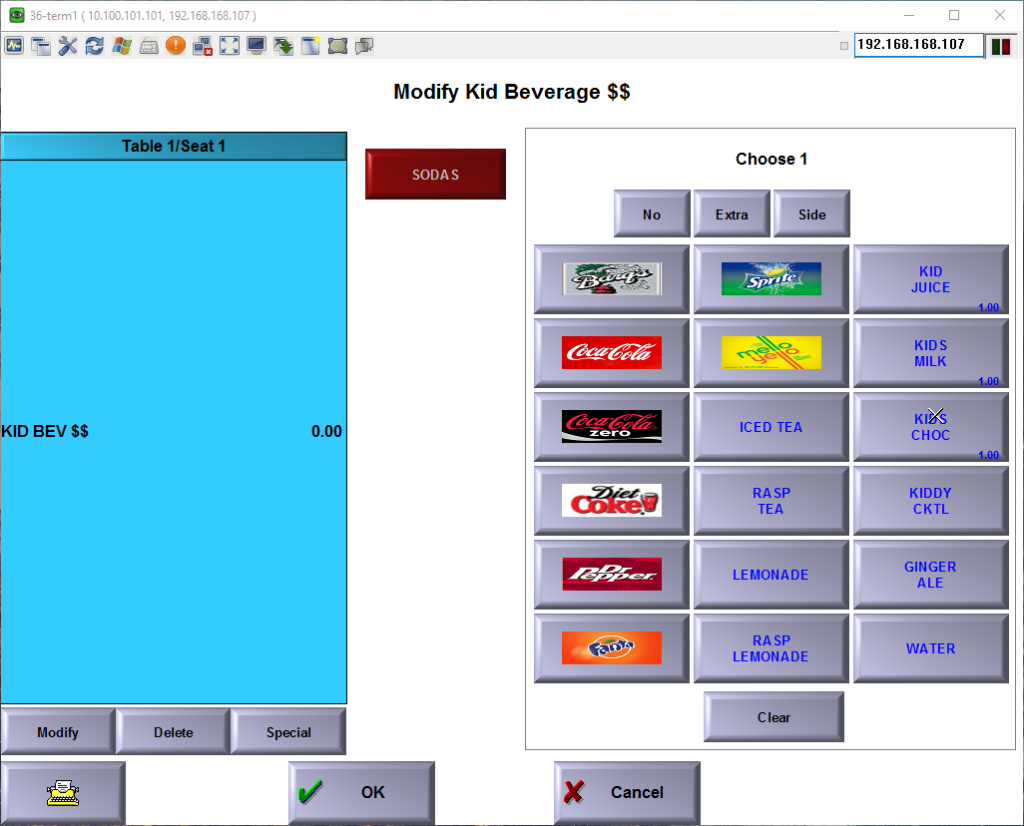 36-term1 ( 10.100.101.101, 192.168.168.107 )
192.168.168.107
Modify Kid Beverage $$
Table 1/Seat 1
KID BEV $$ 0.00
Modify Delete Special
SODAS
Choose 1
No Extra Side
Barq's
Sprite
KID
JUICE
1.00
Coca-Cola
mello
yello
KIDS
MILK
1.00
Coca-Cola
zero
ICED TEA
KIDS
CHOC
1.00
Diet
Coke
RASP
TEA
KIDDY
CKTL
Dr
Pepper
LEMONADE
GINGER
ALE
Fanta
RASP
LEMONADE
WATER
Clear
OK
Cancel